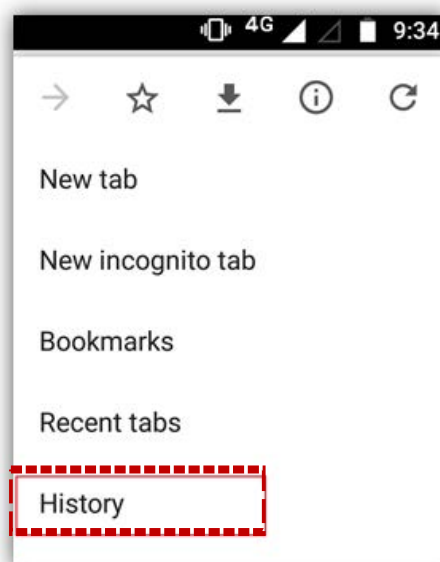 4G 9:34
New tab
New incognito tab
Bookmarks
Recent tabs
History